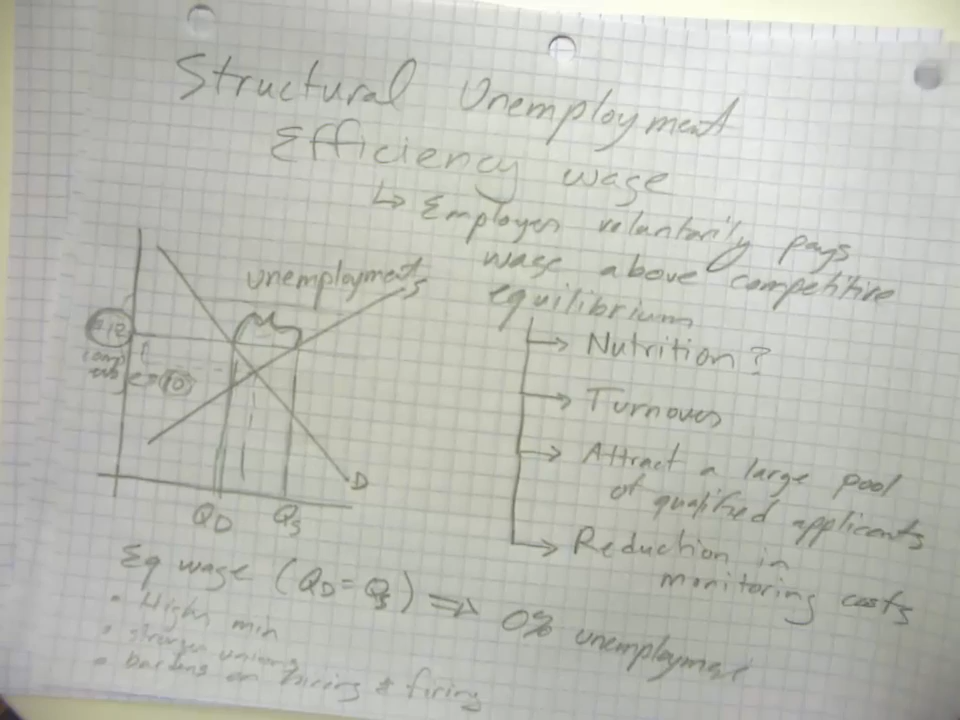 Structural Unemployment
Efficiency wage
↳ Employer voluntarily pays
wage above competitive
equilibrium
→ Nutrition?
→ Turnover
→ Attract a large pool
of qualified applicants
→ Reduction in
monitoring costs
unemployment
S
e = 10
D
QD QS
Eq wage (QD = QS) ⇒ 0% unemployment
• Higher min
• stronger unions
• barriers on hiring & firing